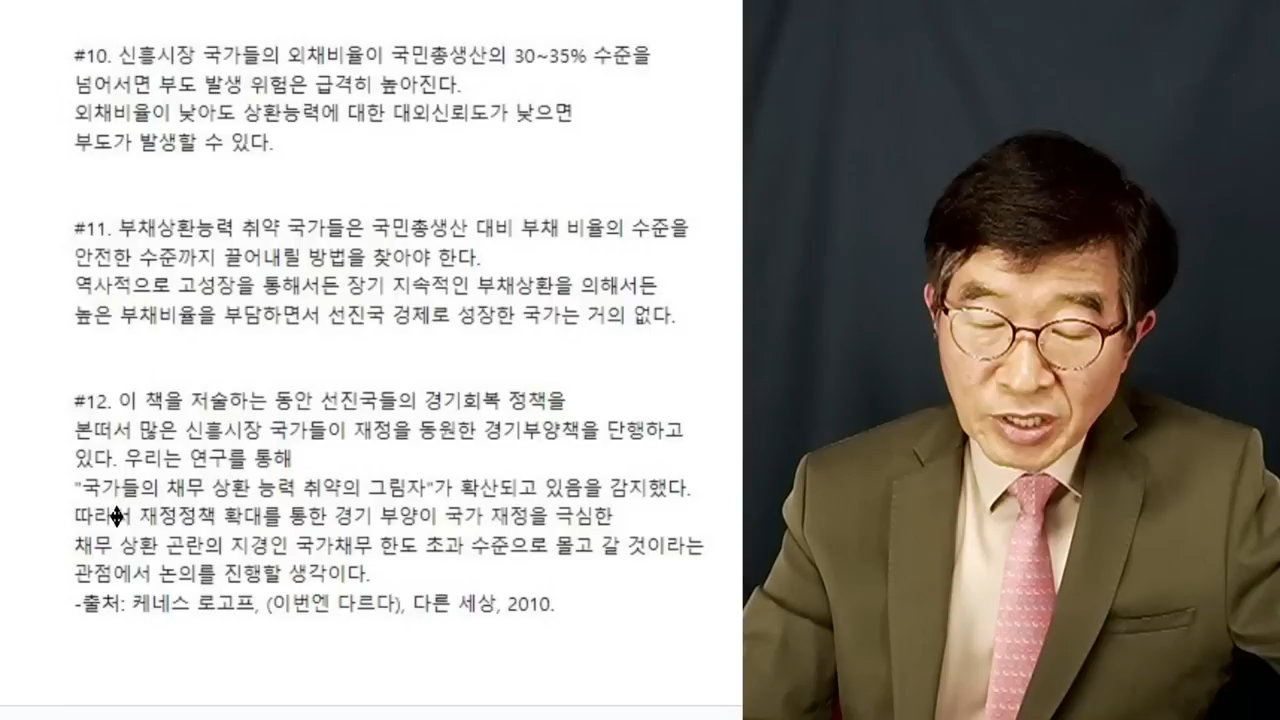 #10. 신흥시장 국가들의 외채비율이 국민총생산의 30~35% 수준을
넘어서면 부도 발생 위험은 급격히 높아진다.
외채비율이 낮아도 상환능력에 대한 대외신뢰도가 낮으면
부도가 발생할 수 있다.
#11. 부채상환능력 취약 국가들은 국민총생산 대비 부채 비율의 수준을
안전한 수준까지 끌어내릴 방법을 찾아야 한다.
역사적으로 고성장을 통해서든 장기 지속적인 부채상환을 의해서든
높은 부채비율을 부담하면서 선진국 경제로 성장한 국가는 거의 없다.
#12. 이 책을 저술하는 동안 선진국들의 경기회복 정책을
본떠서 많은 신흥시장 국가들이 재정을 동원한 경기부양책을 단행하고
있다. 우리는 연구를 통해
"국가들의 채무 상환 능력 취약의 그림자"가 확산되고 있음을 감지했다.
따라서 재정정책 확대를 통한 경기 부양이 국가 재정을 극심한
채무 상환 곤란의 지경인 국가채무 한도 초과 수준으로 몰고 갈 것이라는
관점에서 논의를 진행할 생각이다.
-출처: 케네스 로고프, (이번엔 다르다), 다른 세상, 2010.